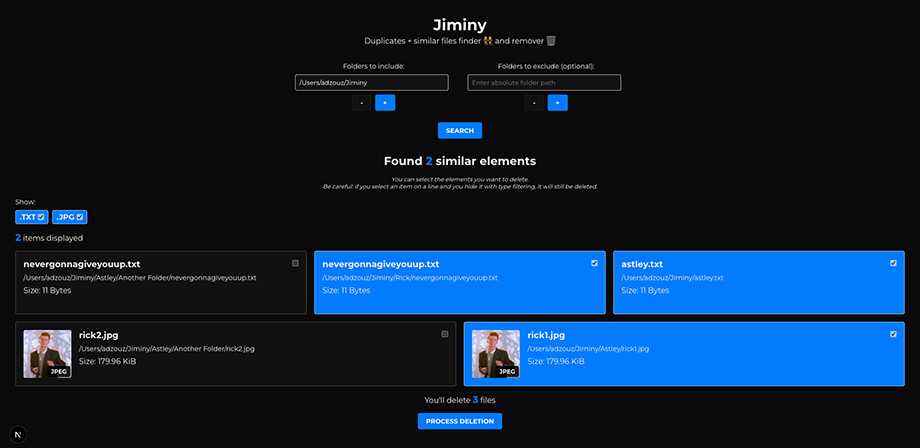 Jiminy
Duplicates + similar files finder 👯 and remover 🗑️
Folders to include:
Folders to exclude (optional):
/Users/adzouz/Jiminy
Enter absolute folder path
- +
- +
SEARCH
Found 2 similar elements
You can select the elements you want to delete.
Be careful: if you select an item on a line and you hide it with type filtering, it will still be deleted.
Show:
.TXT
.JPG
2 items displayed
nevergonnagiveyouup.txt
/Users/adzouz/Jiminy/Astley/Another Folder/nevergonnagiveyouup.txt
Size: 11 Bytes
nevergonnagiveyouup.txt
/Users/adzouz/Jiminy/Rick/nevergonnagiveyouup.txt
Size: 11 Bytes
astley.txt
/Users/adzouz/Jiminy/astley.txt
Size: 11 Bytes
JPEG
rick2.jpg
/Users/adzouz/Jiminy/Astley/Another Folder/rick2.jpg
Size: 179.96 KiB
JPEG
rick1.jpg
/Users/adzouz/Jiminy/Astley/rick1.jpg
Size: 179.96 KiB
You'll delete 3 files
PROCESS DELETION
N